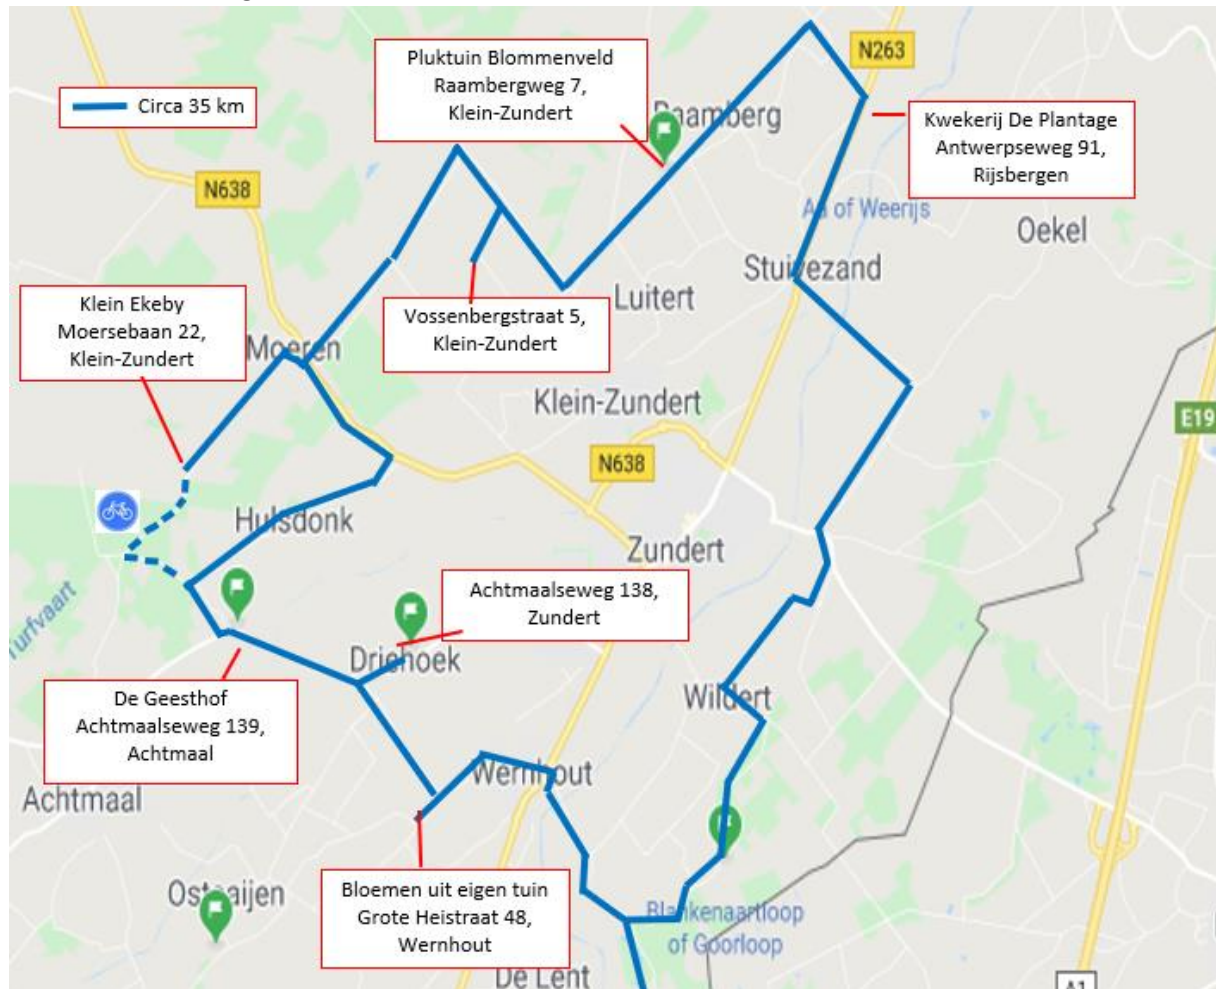 Pluktuin Blommenveld
Raambergweg 7,
Klein-Zundert
N263
Circa 35 km
Raamberg
Kwekerij De Plantage
Antwerpseweg 91,
Rijsbergen
N638
Aa of Weerijs
Oekel
Stuivezand
Klein Ekeby
Moersebaan 22,
Klein-Zundert
Luitert
Vossenbergstraat 5,
Klein-Zundert
Moeren
Klein-Zundert
E19
N638
Hulsdonk
Zundert
Turfvaart
Achtmaalseweg 138,
Zundert
Driehoek
De Geesthof
Achtmaalseweg 139,
Achtmaal
Wildert
Wernhout
Achtmaal
Bloemen uit eigen tuin
Grote Heistraat 48,
Wernhout
Ostaaijen
Blankenaartloop
of Goorloop
De Lent
A1